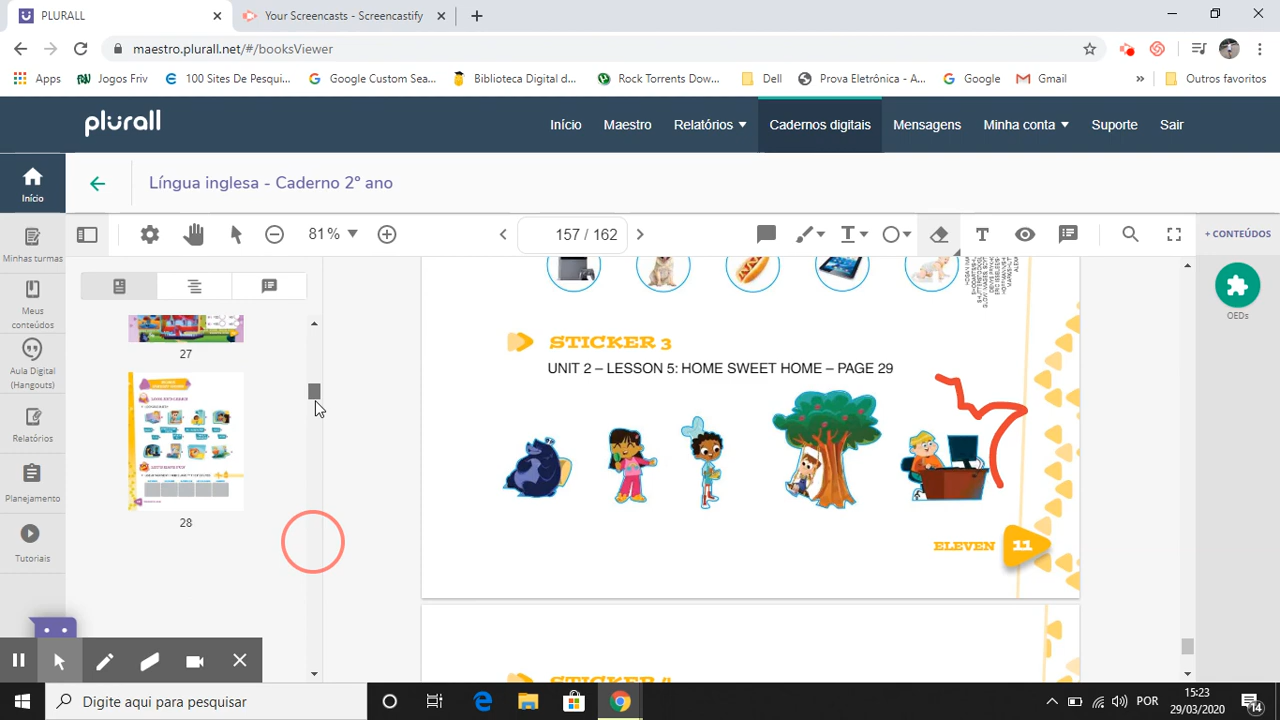 PLURALL
Your Screencasts - Screencastify
maestro.plurall.net/#/booksViewer
Apps
Jogos Friv
100 Sites De Pesqui...
Google Custom Sea...
Biblioteca Digital d...
Rock Torrents Dow...
Dell
Prova Eletrônica - A...
Google
Gmail
»
Outros favoritos
plurall
Início
Maestro
Relatórios
Cadernos digitais
Mensagens
Minha conta
Suporte
Sair
Início
Língua inglesa - Caderno 2º ano
81%
157 / 162
+ CONTEÚDOS
OEDs
Minhas turmas
Meus
conteúdos
Aula Digital
(Hangouts)
Relatórios
Planejamento
Tutoriais
27
28
STICKER 3
UNIT 2 – LESSON 5: HOME SWEET HOME – PAGE 29
ELEVEN
11
STICKER 4
Digite aqui para pesquisar
POR
15:23
29/03/2020
14